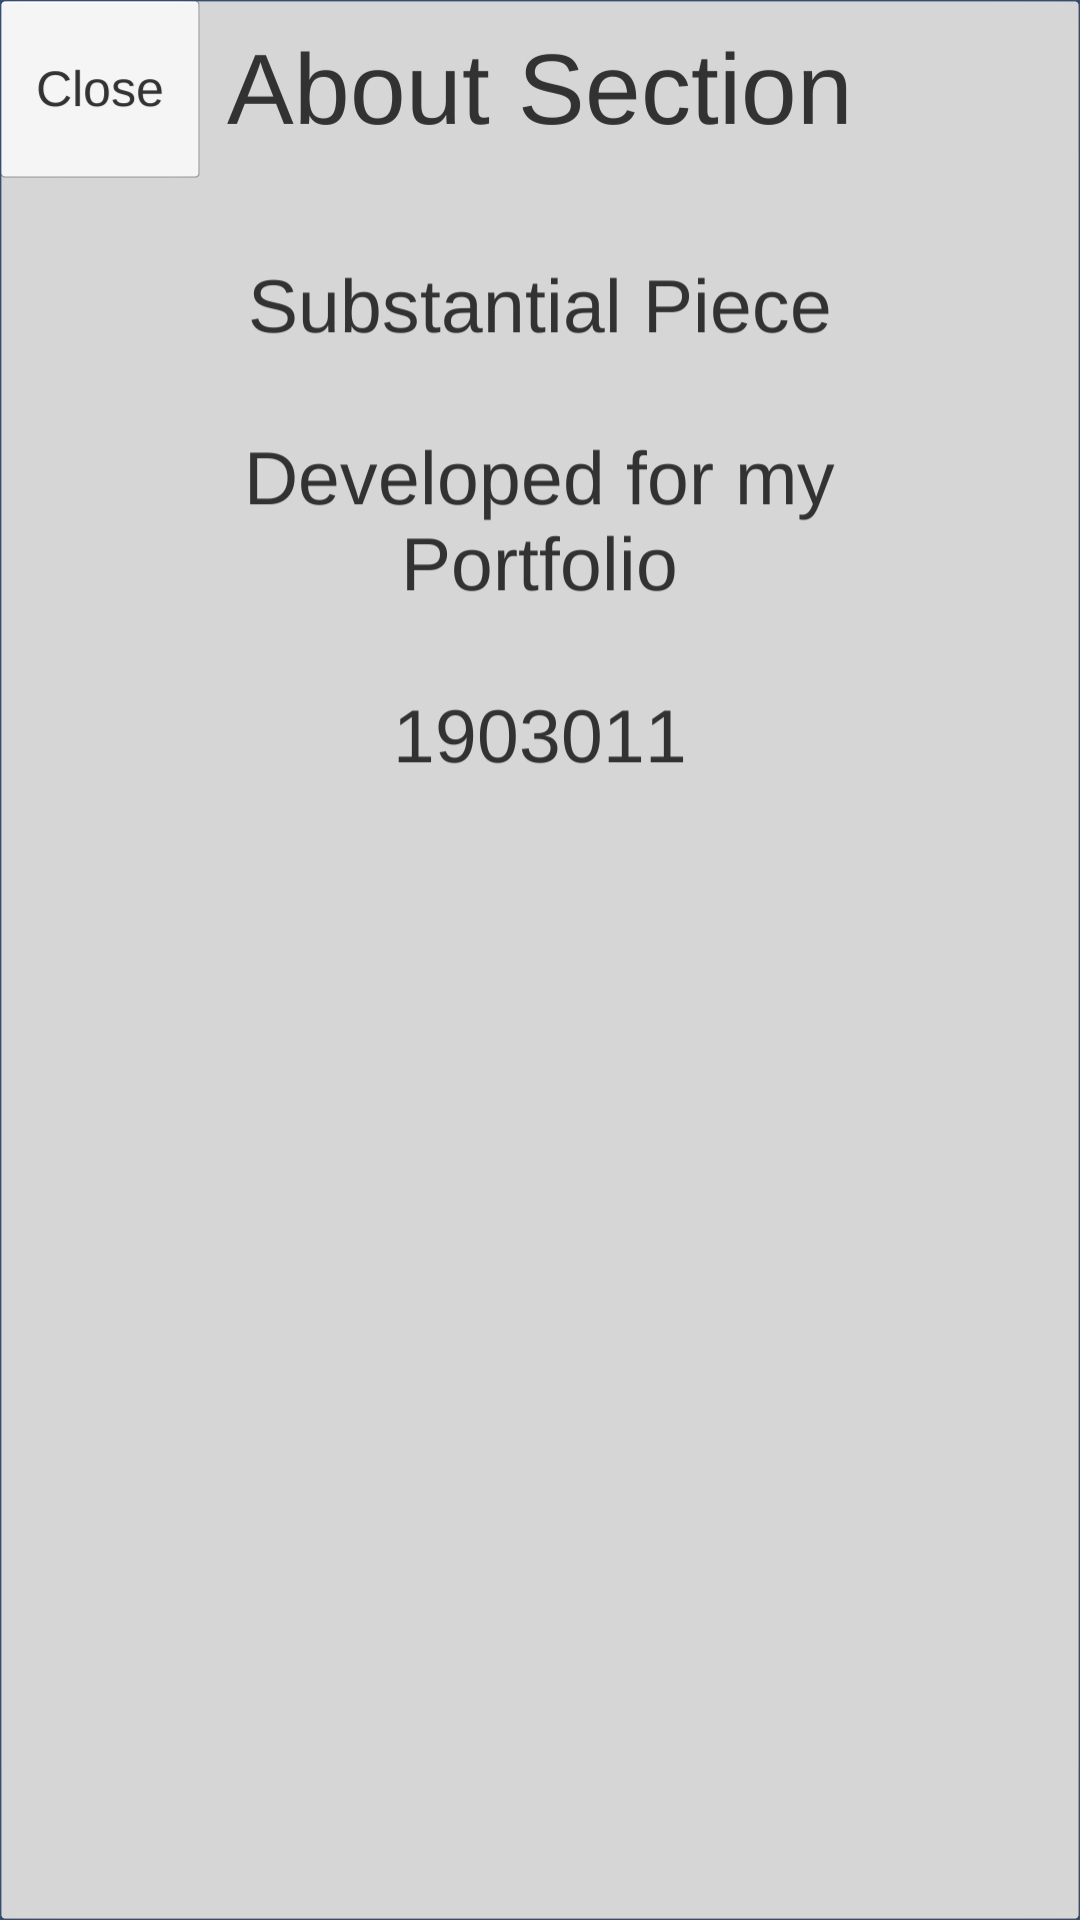 Close
About Section
Substantial Piece
Developed for my
Portfolio
1903011